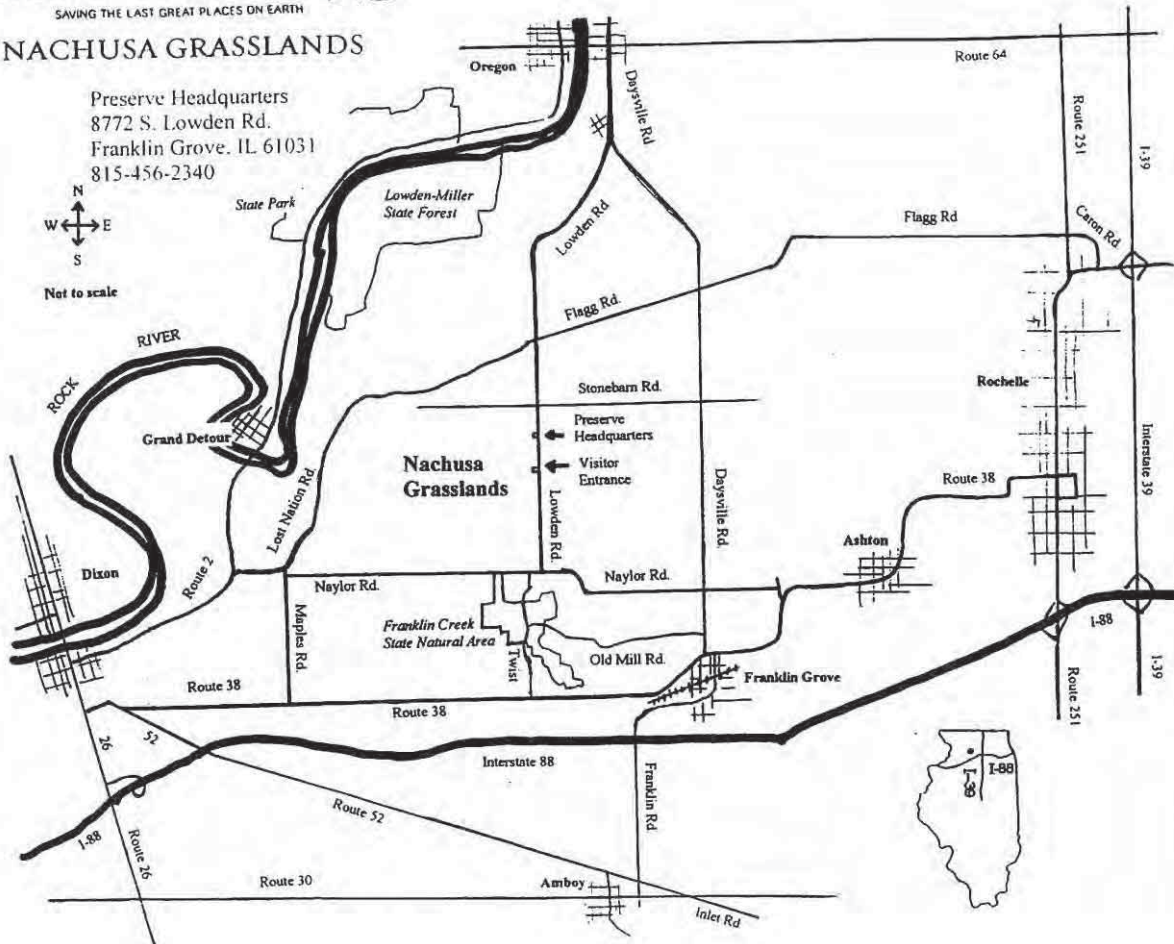 SAVING THE LAST GREAT PLACES ON EARTH
NACHUSA GRASSLANDS
Preserve Headquarters
8772 S. Lowden Rd.
Franklin Grove, IL 61031
815-456-2340
N
W
E
S
Not to scale
Oregon
Daysville Rd
Route 64
Route 251
I-39
State Park
Lowden-Miller
State Forest
Lowden Rd
Flagg Rd
Caron Rd
Flagg Rd.
RIVER
ROCK
Stonebarn Rd.
Rochelle
Preserve
Headquarters
Grand Detour
Nachusa
Grasslands
Visitor
Entrance
Lost Nation Rd.
Lowden Rd.
Daysville Rd.
Route 38
Interstate 39
Ashton
Dixon
Route 2
Naylor Rd.
Naylor Rd.
Maples Rd.
Franklin Creek
State Natural Area
Twist
Old Mill Rd.
I-88
I-39
Franklin Grove
Route 38
Route 38
Route 251
26
52
Interstate 88
Franklin Rd.
I-39
I-88
Route 52
I-88
Route 26
Route 30
Amboy
Inlet Rd